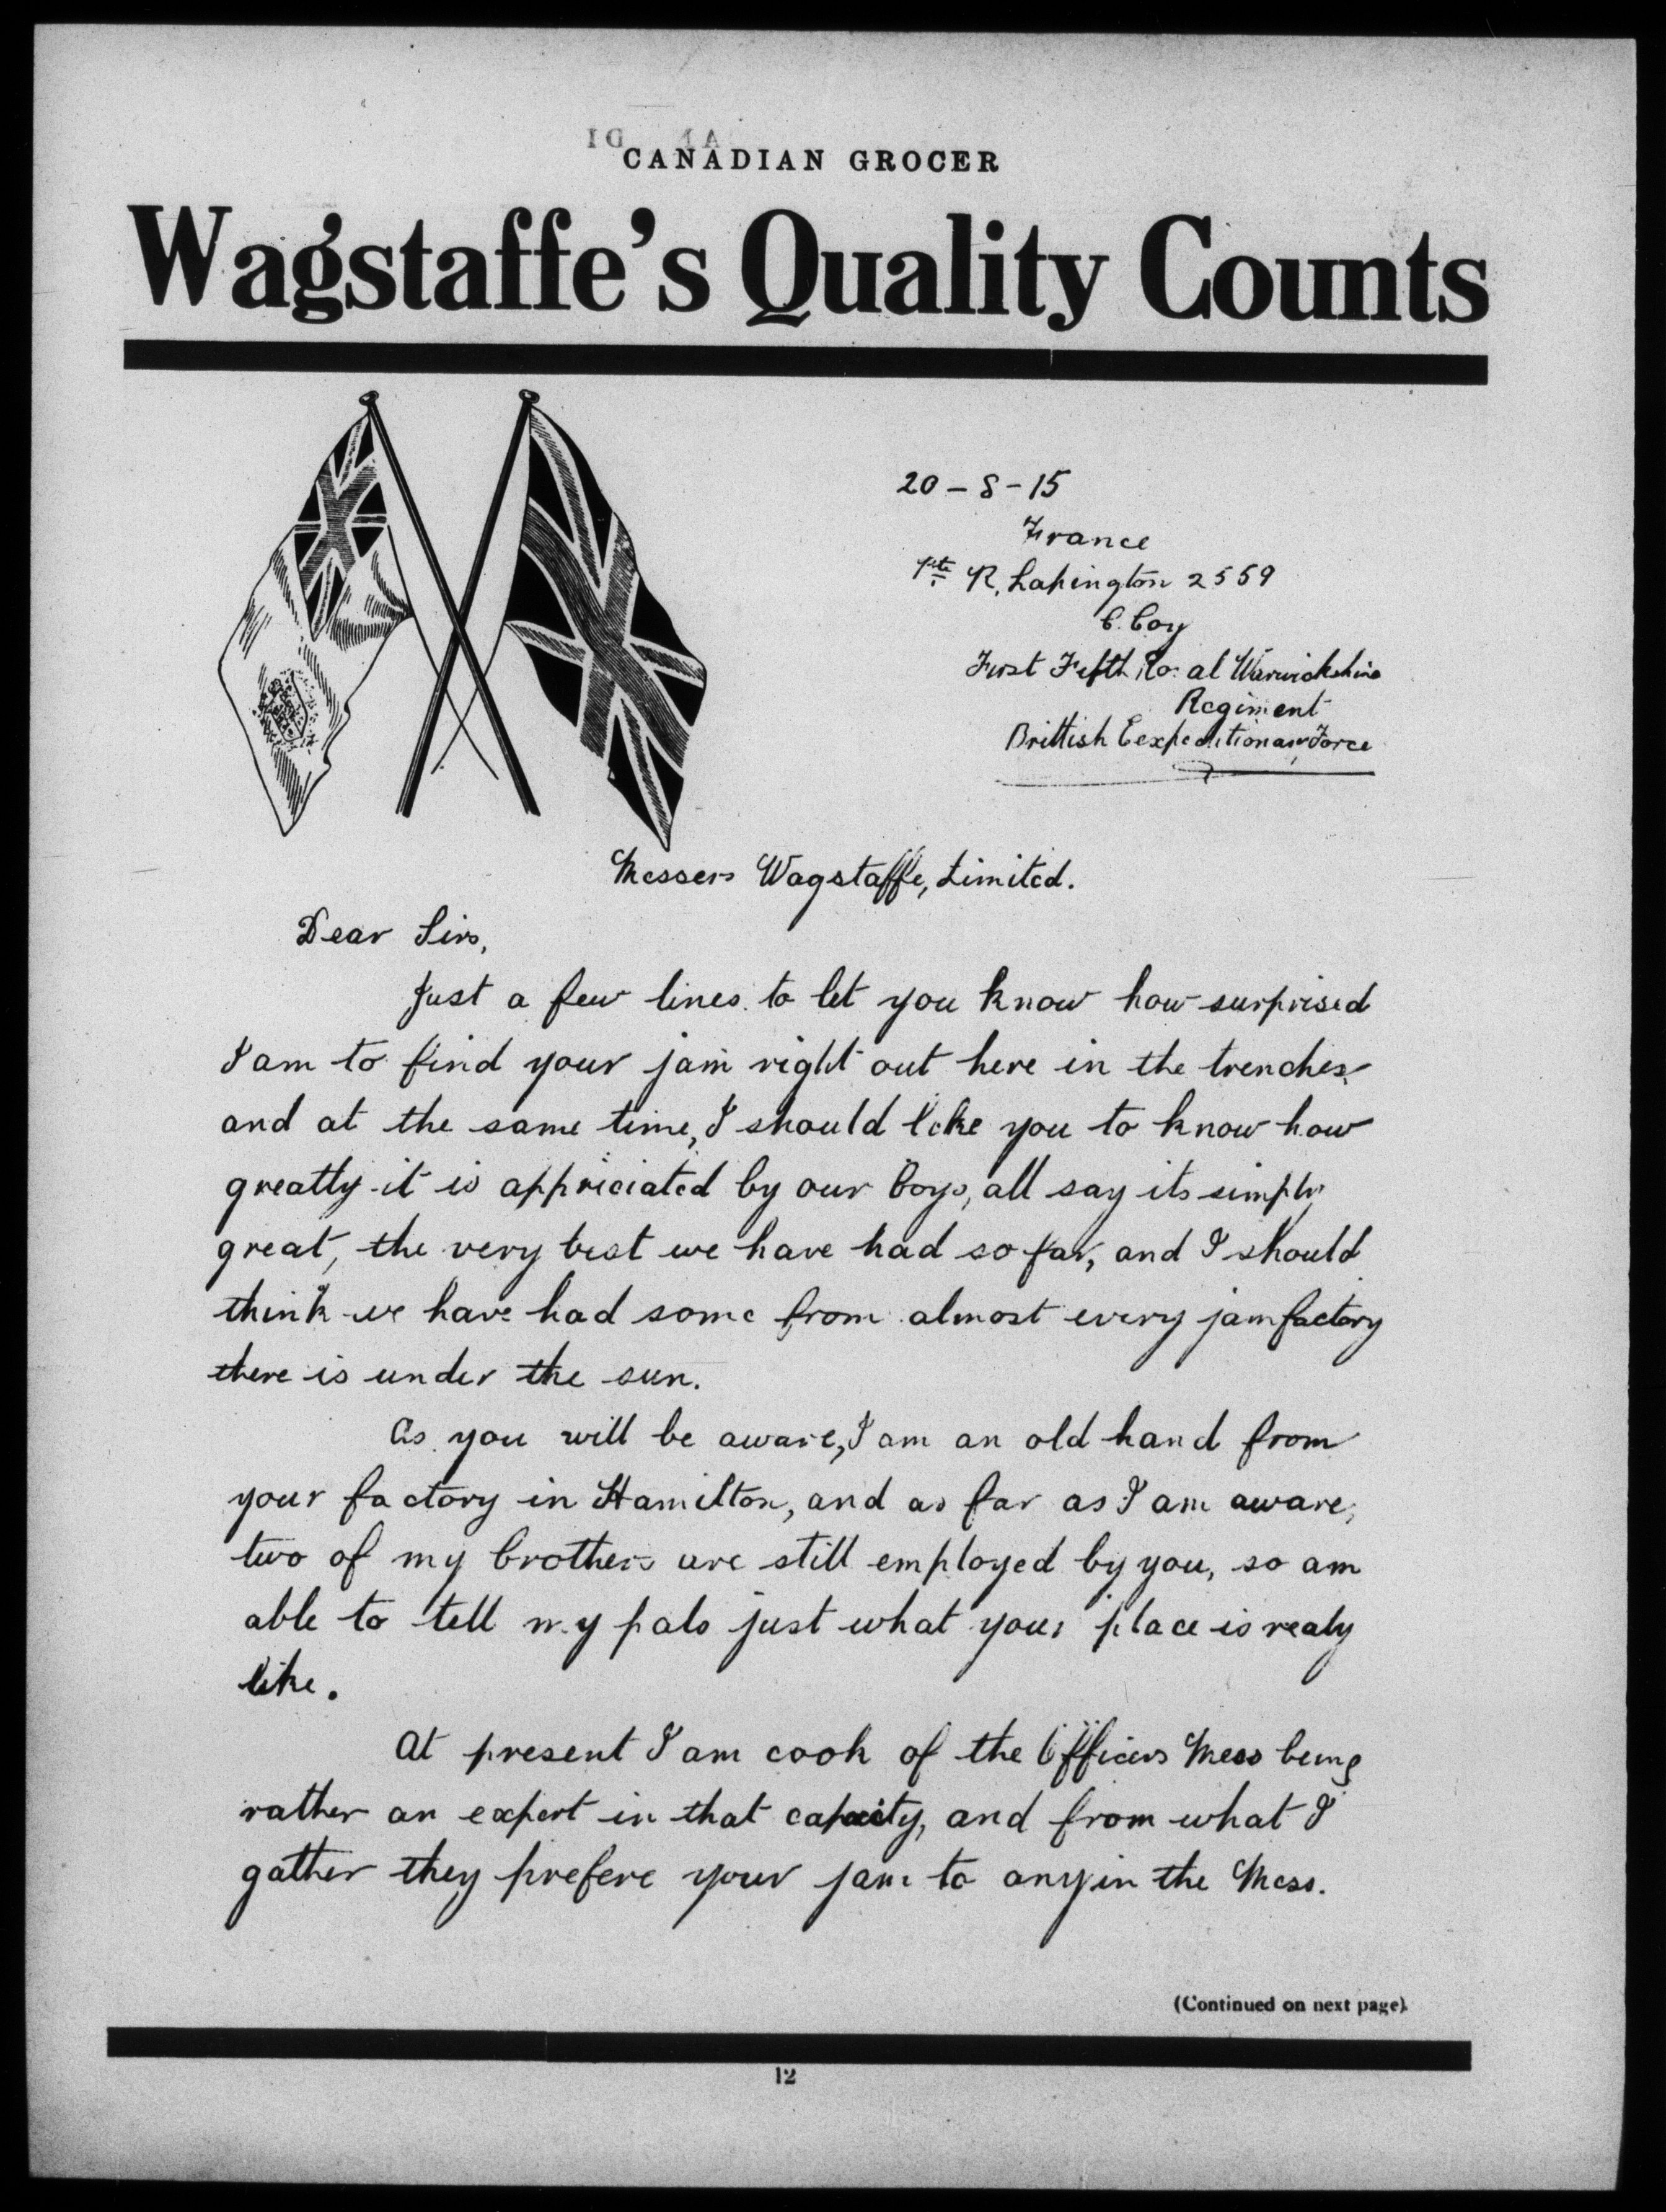 CANADIAN GROCER
Wagstaffe's Quality Counts
20 - 8 - 15
France
Pte R, Lapington 2559
C. Coy
First Fifth Ro al Warwickshire
Regiment
Brittish Eexpeditionary Force
Messers Wagstaffe, Limited.
Dear Sirs,
Just a few lines to let you know how surprised
I am to find your jam right out here in the trenches
and at the same time, I should like you to know how
greatly it is appriciated by our Boys, all say its simply
great, the very best we have had so far, and I should
think we have had some from almost every jam factory
there is under the sun.
As you will be aware, I am an old hand from
your factory in Hamilton, and as far as I am aware,
two of my brothers are still employed by you, so am
able to tell my pals just what your place is realy
like.
At present I am cook of the Officers Mess being
rather an expert in that capacity, and from what I
gather they prefere your jam to any in the Mess.
(Continued on next page).
12